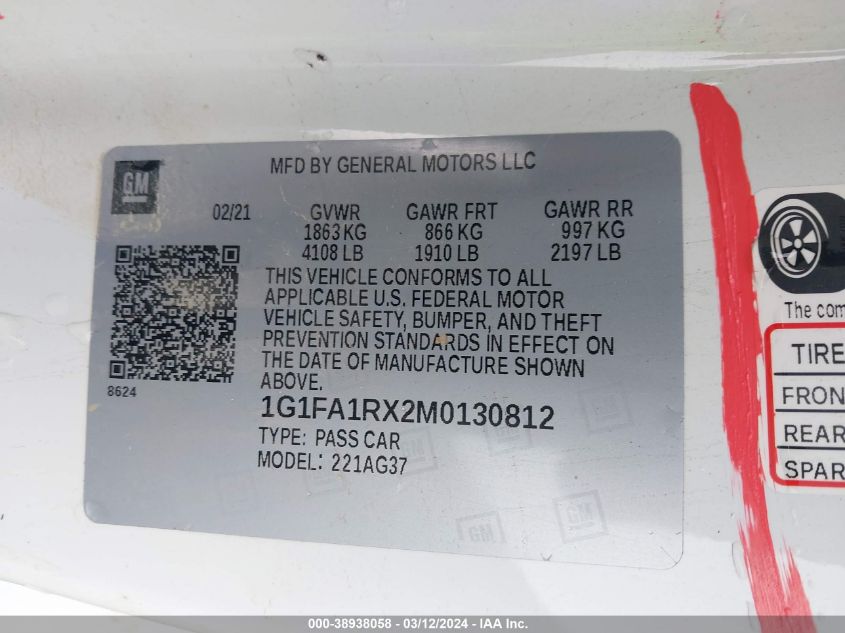 GM
MFD BY GENERAL MOTORS LLC
02/21 GVWR GAWR FRT GAWR RR
1863 KG 866 KG 997 KG
4108 LB 1910 LB 2197 LB
THIS VEHICLE CONFORMS TO ALL
APPLICABLE U.S. FEDERAL MOTOR
VEHICLE SAFETY, BUMPER, AND THEFT
PREVENTION STANDARDS IN EFFECT ON
THE DATE OF MANUFACTURE SHOWN
ABOVE.
8624
1G1FA1RX2M0130812
TYPE: PASS CAR
MODEL: 221AG37
GM
GM
The com
TIRE
FRON
REAR
SPAR
000-38938058 - 03/12/2024 - IAA Inc.